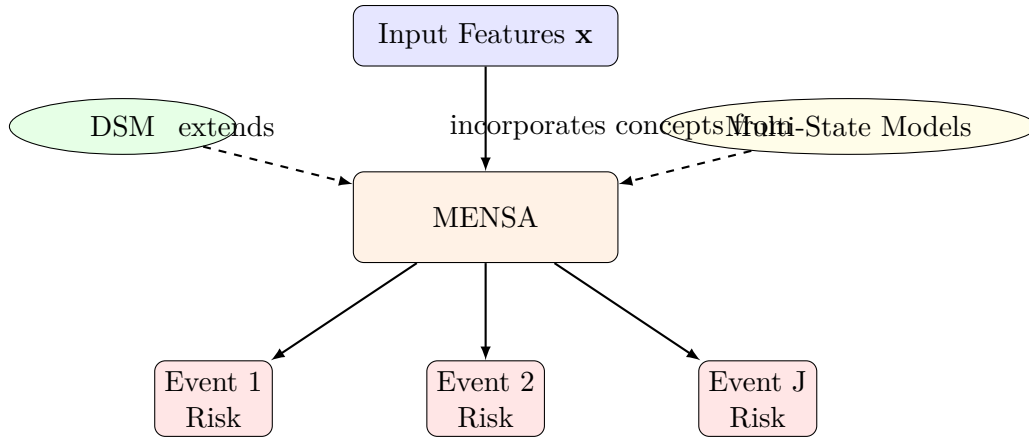 Input Features x
DSM
extends
incorporates concepts from
Multi-State Models
MENSA
Event 1
Risk
Event 2
Risk
Event J
Risk